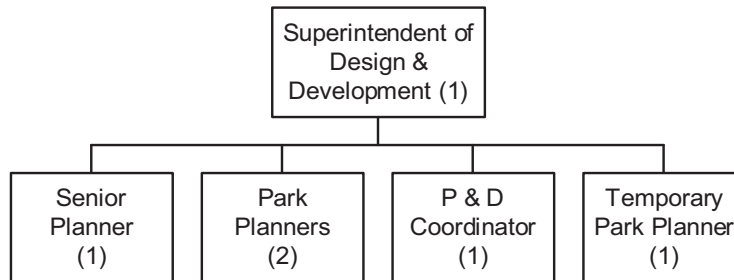 Superintendent of
Design &
Development (1)
Senior
Planner
(1)
Park
Planners
(2)
P & D
Coordinator
(1)
Temporary
Park Planner
(1)